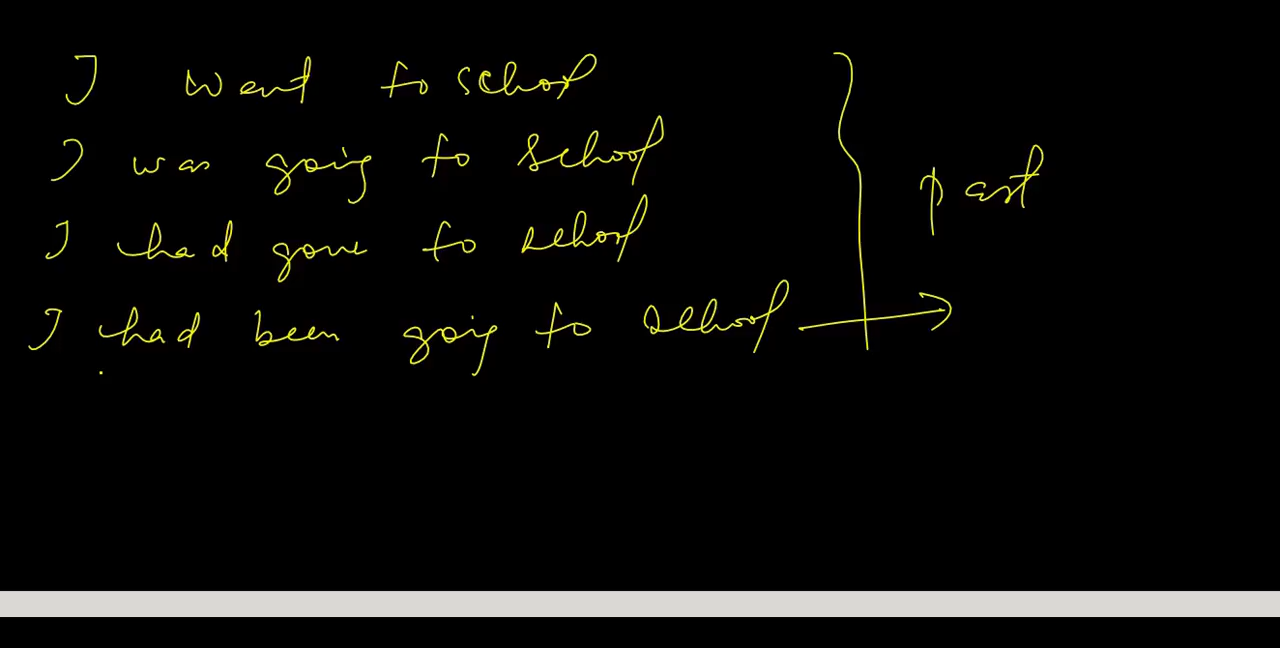 I went to school
I was going to school
I had gone to school
I had been going to school
past